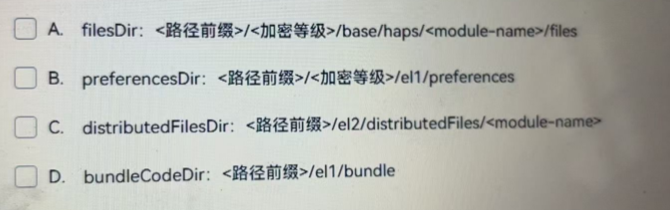 A. filesDir: <路径前缀>/<加密等级>/base/haps/<module-name>/files
B. preferencesDir: <路径前缀>/<加密等级>/el1/preferences
C. distributedFilesDir: <路径前缀>/el2/distributedFiles/<module-name>
D. bundleCodeDir: <路径前缀>/el1/bundle